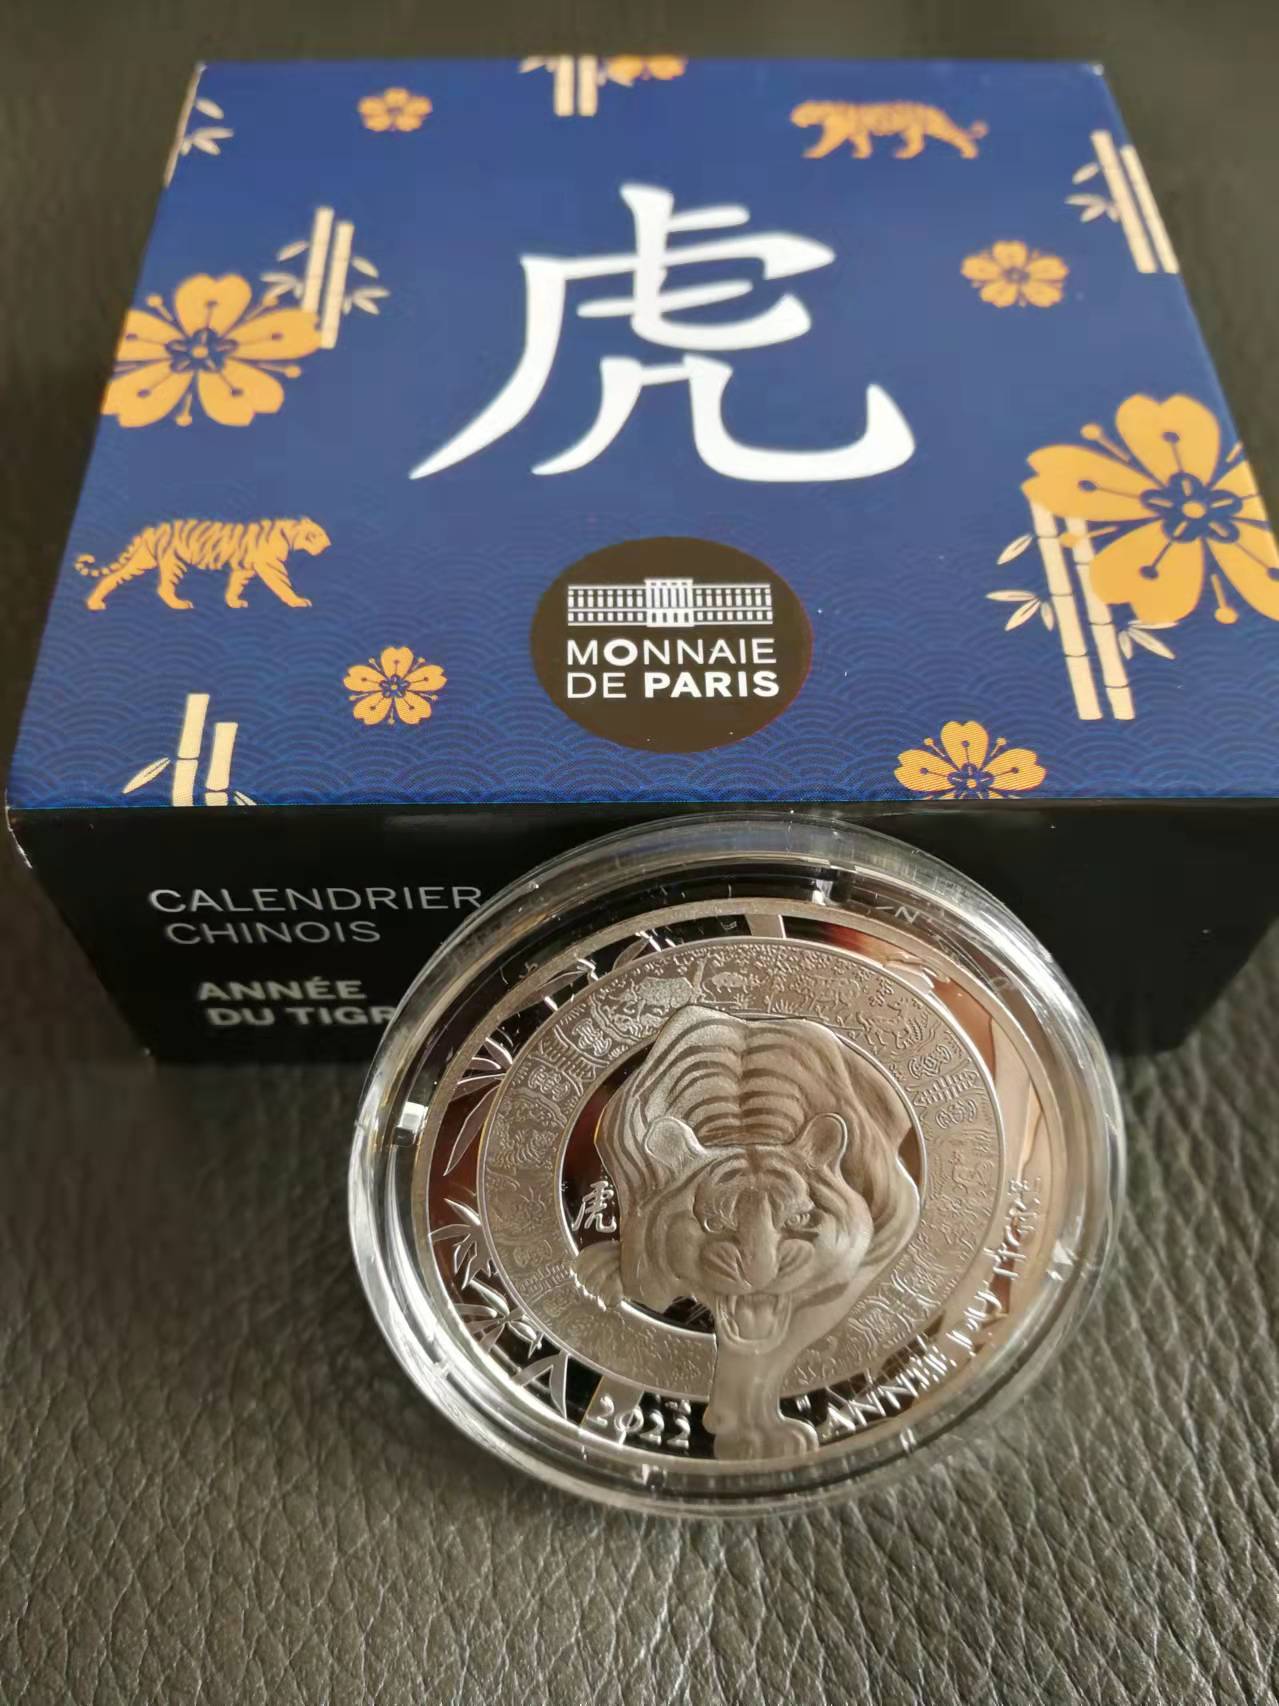 虎
MONNAIE
DE PARIS
CALENDRIER
CHINOIS
ANNÉE
DU TIGR
虎
2022
ANNÉE DU TIGRE